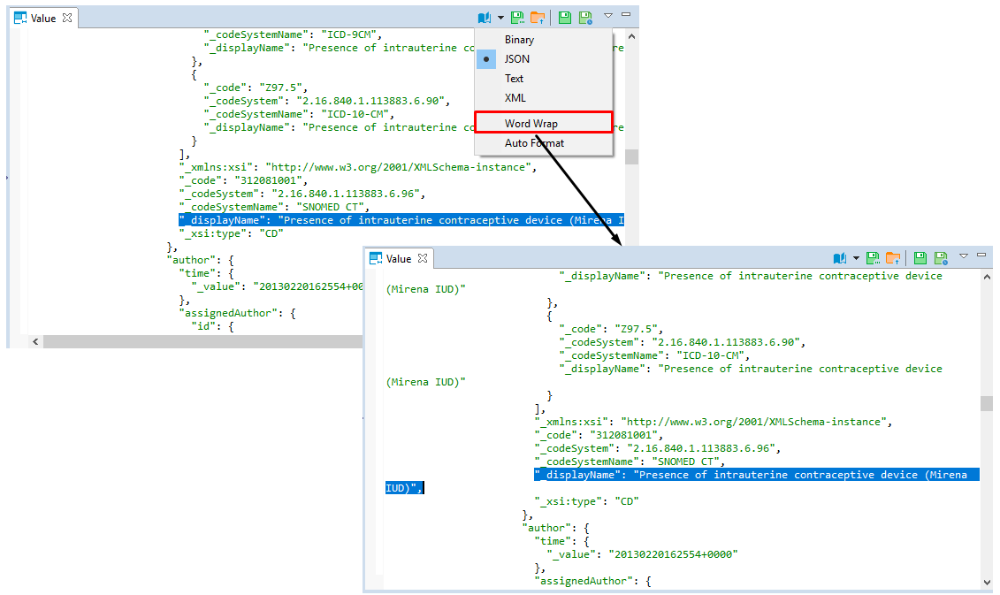 Value
"_codeSystemName": "ICD-9CM",
"_displayName": "Presence of intrauterine co
re
},
{
"_code": "Z97.5",
"_codeSystem": "2.16.840.1.113883.6.90",
"_codeSystemName": "ICD-10-CM",
"_displayName": "Presence of intrauterine co
re
}
],
"_xmlns:xsi": "http://www.w3.org/2001/XMLSchema-instance",
"_code": "312081001",
"_codeSystem": "2.16.840.1.113883.6.96",
"_codeSystemName": "SNOMED CT",
"_displayName": "Presence of intrauterine contraceptive device (Mirena I
"_xsi:type": "CD"
},
"author": {
"time": {
"_value": "20130220162554+00
},
"assignedAuthor": {
"id": {
Binary
JSON
Text
XML
Word Wrap
Auto Format
Value
"_displayName": "Presence of intrauterine contraceptive device
(Mirena IUD)"
},
{
"_code": "Z97.5",
"_codeSystem": "2.16.840.1.113883.6.90",
"_codeSystemName": "ICD-10-CM",
"_displayName": "Presence of intrauterine contraceptive device
(Mirena IUD)"
}
],
"_xmlns:xsi": "http://www.w3.org/2001/XMLSchema-instance",
"_code": "312081001",
"_codeSystem": "2.16.840.1.113883.6.96",
"_codeSystemName": "SNOMED CT",
"_displayName": "Presence of intrauterine contraceptive device (Mirena
IUD)",
"_xsi:type": "CD"
},
"author": {
"time": {
"_value": "20130220162554+0000"
},
"assignedAuthor": {